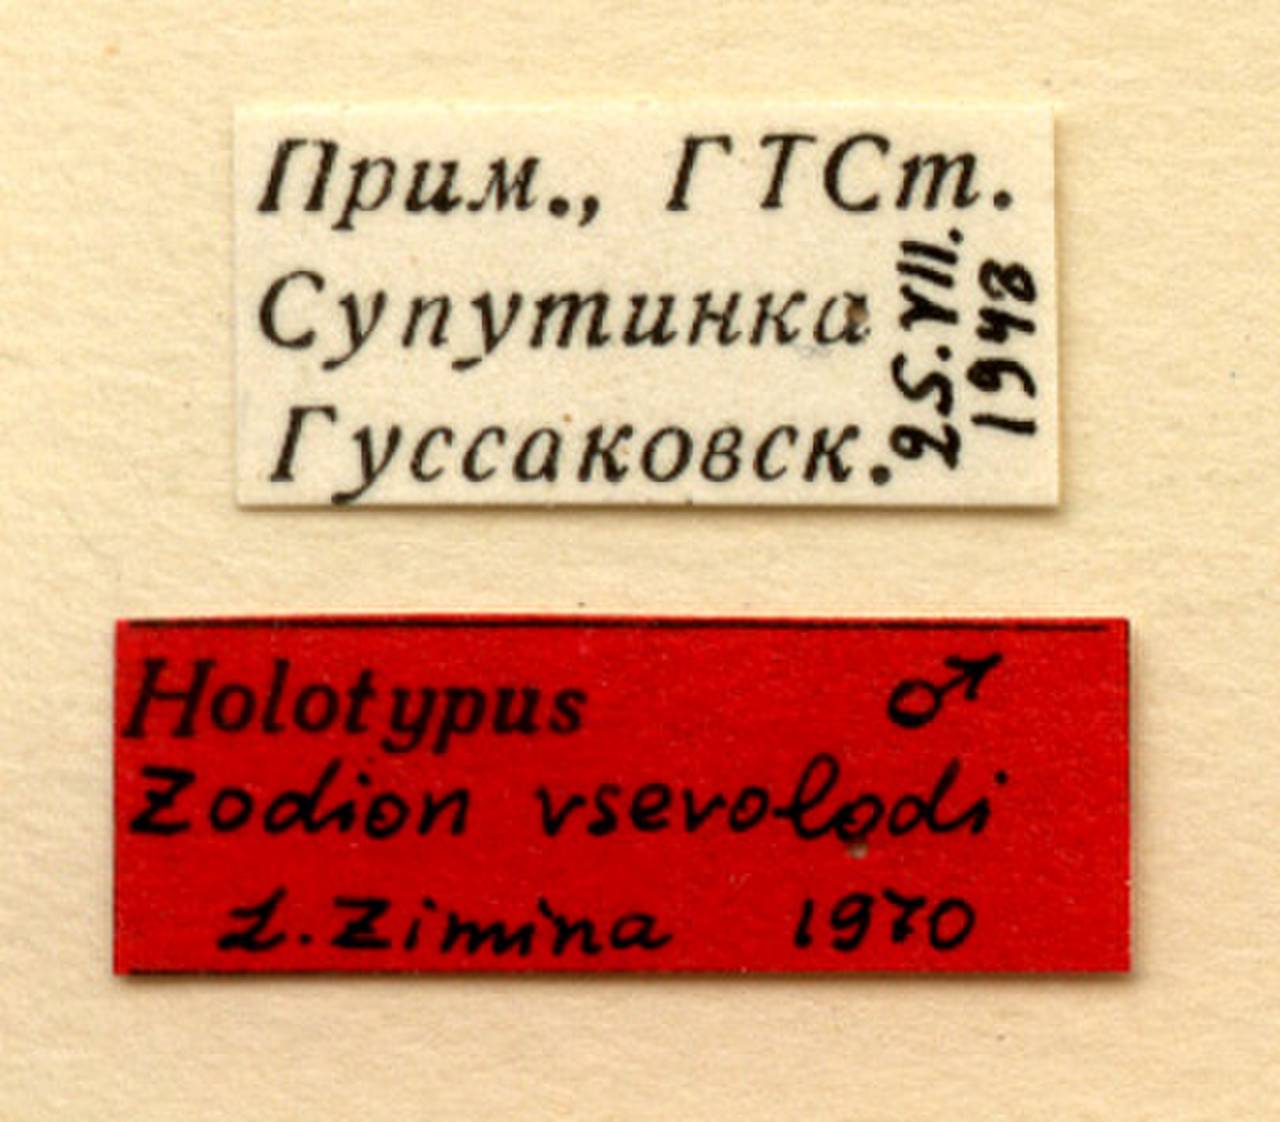 Прим., ГТСт.
Супутинка
Гуссаковск.
25.VII.
1948
Holotypus ♂
Zodion vsevolodi
L. Zimina 1970